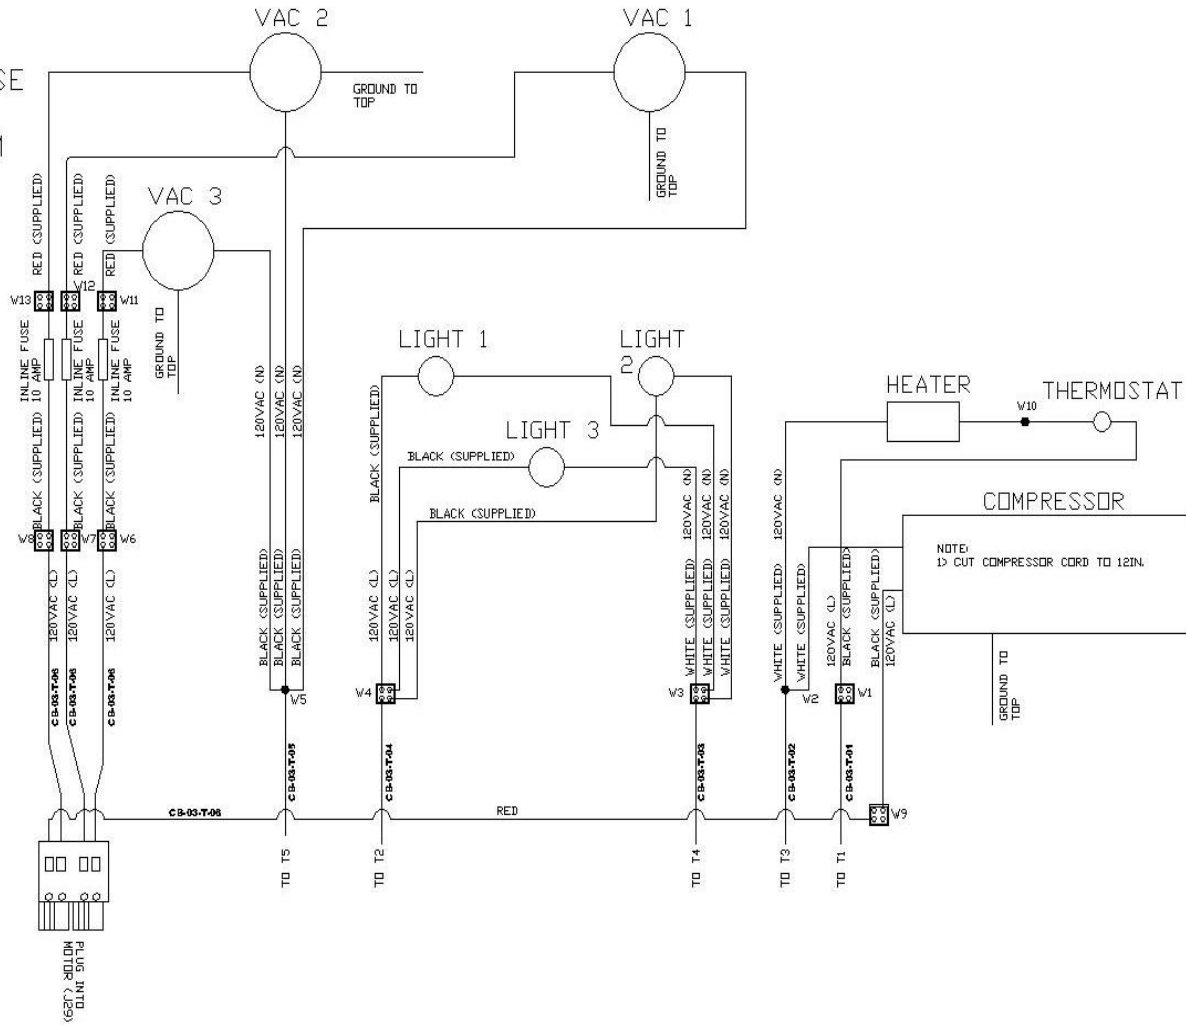 VAC 2
VAC 1
SE
GROUND TO
TOP
GROUND TO
TOP
VAC 3
RED (SUPPLIED)
RED (SUPPLIED)
RED (SUPPLIED)
W13
W12
W11
GROUND TO
TOP
INLINE FUSE
10 AMP
INLINE FUSE
10 AMP
INLINE FUSE
10 AMP
LIGHT 1
LIGHT
2
LIGHT 3
HEATER
THERMOSTAT
W10
120VAC (N)
120VAC (N)
120VAC (N)
BLACK (SUPPLIED)
BLACK (SUPPLIED)
BLACK (SUPPLIED)
BLACK (SUPPLIED)
BLACK (SUPPLIED)
BLACK (SUPPLIED)
120VAC (N)
120VAC (N)
120VAC (N)
120VAC (N)
120VAC (N)
COMPRESSOR
NOTE:
1) CUT COMPRESSOR CORD TO 12IN.
W8
W7
W6
120VAC (L)
120VAC (L)
120VAC (L)
BLACK (SUPPLIED)
BLACK (SUPPLIED)
BLACK (SUPPLIED)
120VAC (L)
120VAC (L)
120VAC (L)
WHITE (SUPPLIED)
WHITE (SUPPLIED)
WHITE (SUPPLIED)
WHITE (SUPPLIED)
WHITE (SUPPLIED)
120VAC (L)
BLACK (SUPPLIED)
BLACK (SUPPLIED)
120VAC (L)
GROUND TO
TOP
CB-03-T-06
CB-03-T-06
CB-03-T-06
W5
W4
W3
W2
W1
CB-03-T-05
CB-03-T-04
CB-03-T-03
CB-03-T-02
CB-03-T-01
CB-03-T-06
RED
W9
TO T5
TO T2
TO T4
TO T3
TO T1
PLUG INTO
MOTOR (J29)